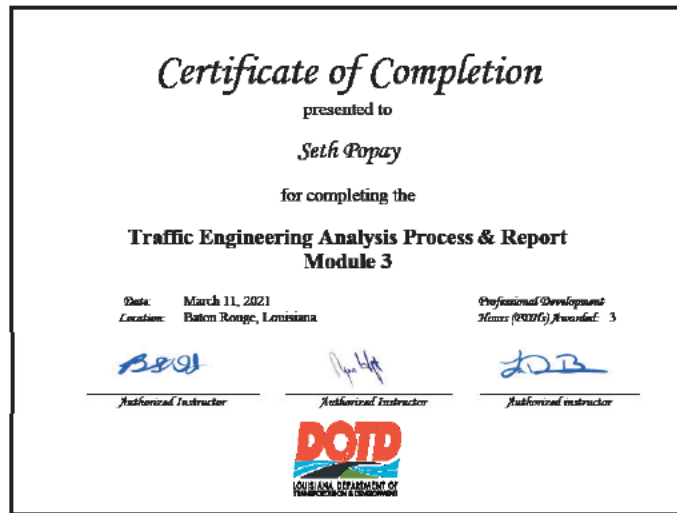 Certificate of Completion
presented to
Seth Popay
for completing the
Traffic Engineering Analysis Process & Report
Module 3
Date: March 11, 2021
Location: Baton Rouge, Louisiana
Professional Development
Hours (PDHs) Awarded: 3
Authorized Instructor
Authorized Instructor
Authorized instructor
DOTD
LOUISIANA DEPARTMENT OF
TRANSPORTATION & DEVELOPMENT